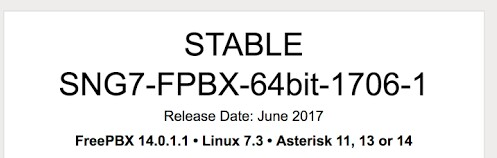 STABLE
SNG7-FPBX-64bit-1706-1
Release Date: June 2017
FreePBX 14.0.1.1 • Linux 7.3 • Asterisk 11, 13 or 14